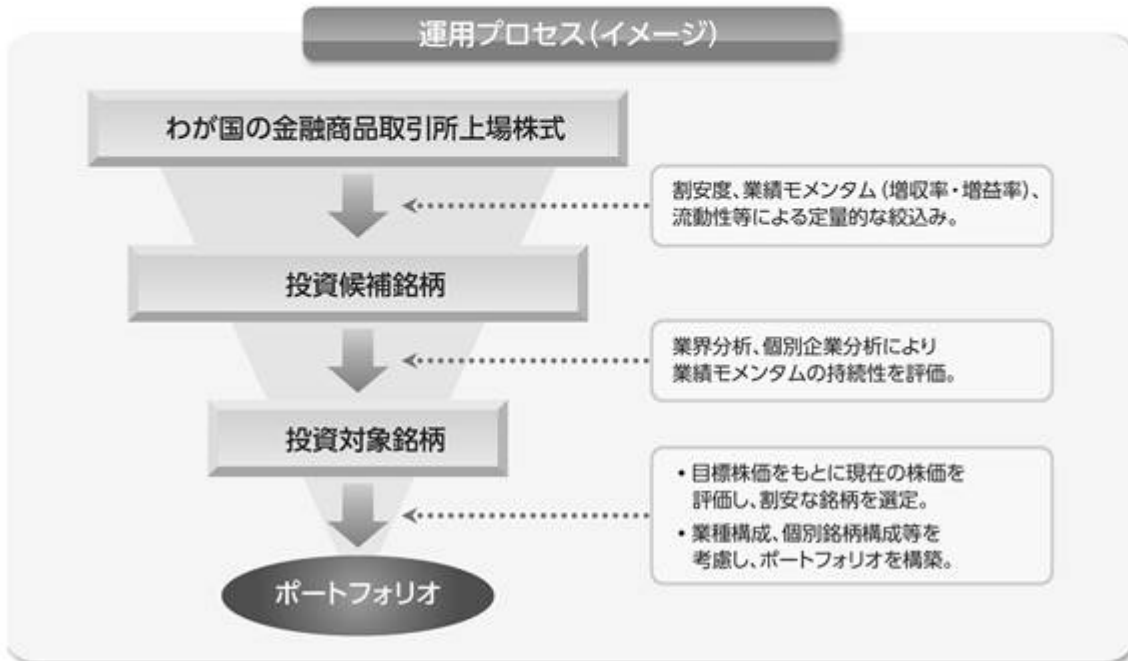 運用プロセス(イメージ)
わが国の金融商品取引所上場株式
割安度、業績モメンタム(増収率・増益率)、
流動性等による定量的な絞込み。
投資候補銘柄
業界分析、個別企業分析により
業績モメンタムの持続性を評価。
投資対象銘柄
・目標株価をもとに現在の株価を
評価し、割安な銘柄を選定。
・業種構成、個別銘柄構成等を
考慮し、ポートフォリオを構築。
ポートフォリオ